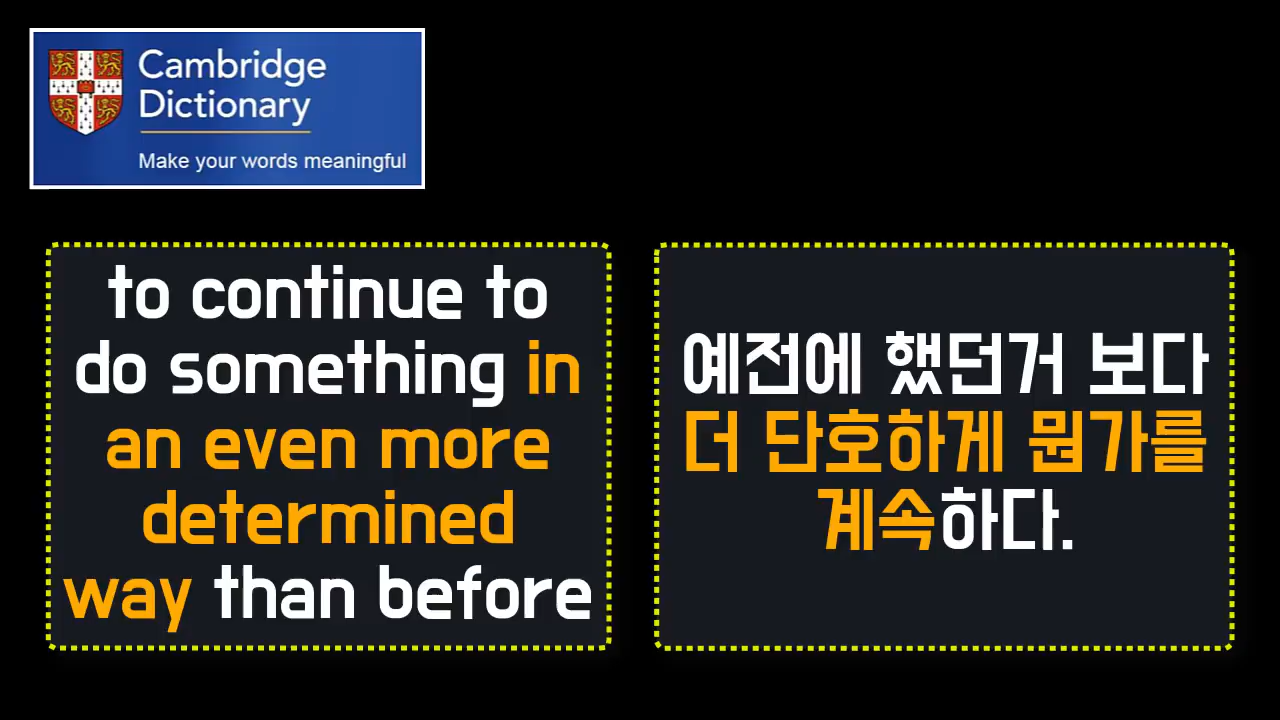 Cambridge
Dictionary
Make your words meaningful
to continue to
do something in
an even more
determined
way than before
예전에 했던거 보다
더 단호하게 뭔가를
계속하다.